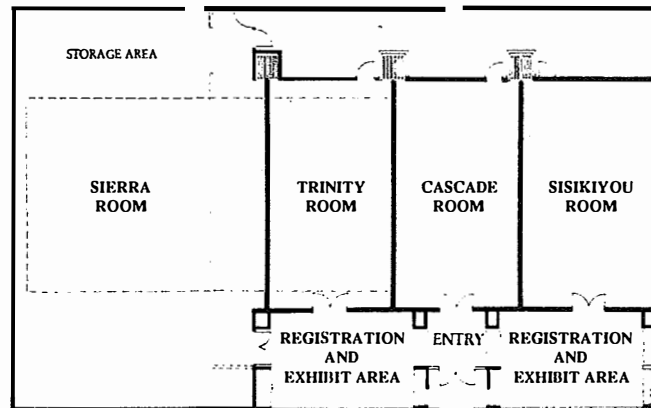 STORAGE AREA
SIERRA
ROOM
TRINITY
ROOM
CASCADE
ROOM
SISIKIYOU
ROOM
REGISTRATION
AND
EXHIBIT AREA
ENTRY
REGISTRATION
AND
EXHIBIT AREA